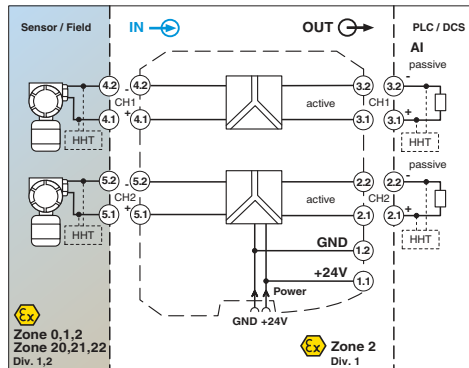 Sensor / Field
IN
OUT
PLC / DCS
AI
passive
4.2
4.2
3.2
3.2
-
CH1
+
active
CH1
-
+
4.1
4.1
3.1
3.1
HHT
HHT
passive
5.2
5.2
2.2
2.2
-
CH2
+
active
CH2
-
+
5.1
5.1
2.1
2.1
HHT
HHT
GND
1.2
+24V
1.1
Power
GND +24V
Ex
Zone 0,1,2
Zone 20,21,22
Div. 1,2
Ex
Zone 2
Div. 1